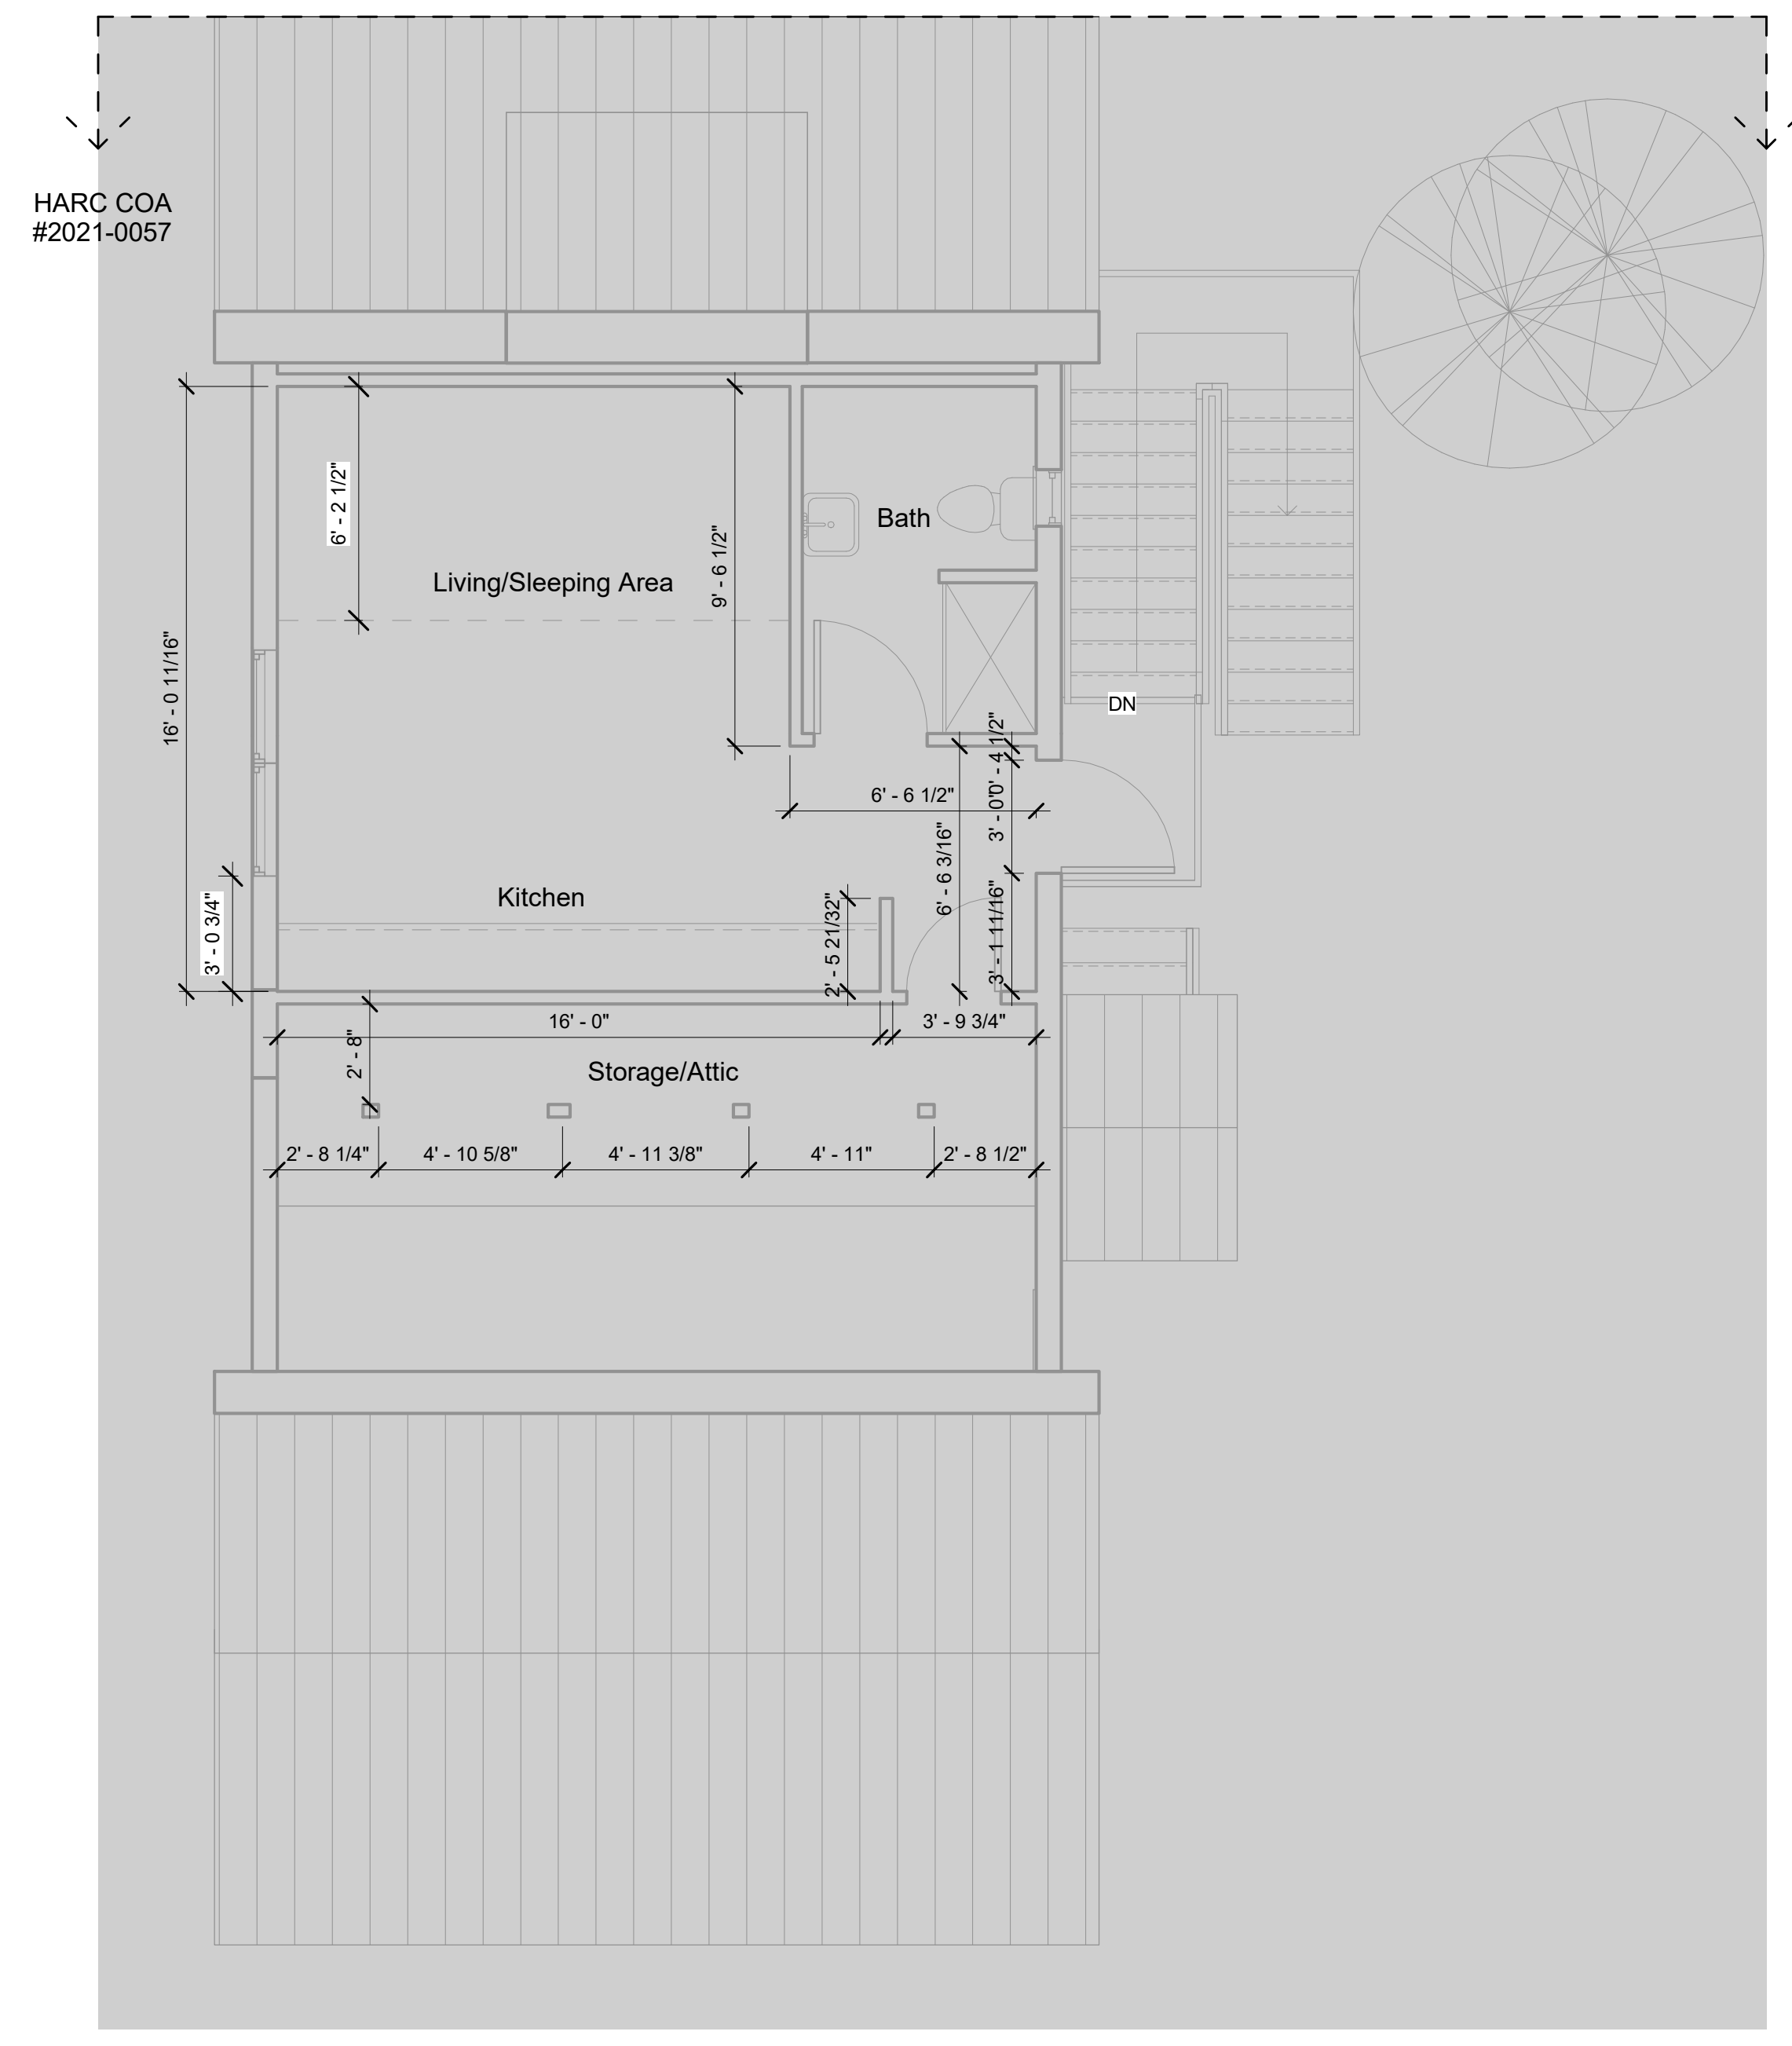 HARC COA
#2021-0057
6' - 2 1/2"
Bath
9' - 6 1/2"
Living/Sleeping Area
16' - 0 11/16"
DN
0' - 4 1/2"
6' - 6 1/2"
3' - 0"
6' - 6 3/16"
Kitchen
3' - 0 3/4"
2' - 5 21/32"
3' - 1 11/16"
16' - 0"
3' - 9 3/4"
2' - 8"
Storage/Attic
2' - 8 1/4"
4' - 10 5/8"
4' - 11 3/8"
4' - 11"
2' - 8 1/2"